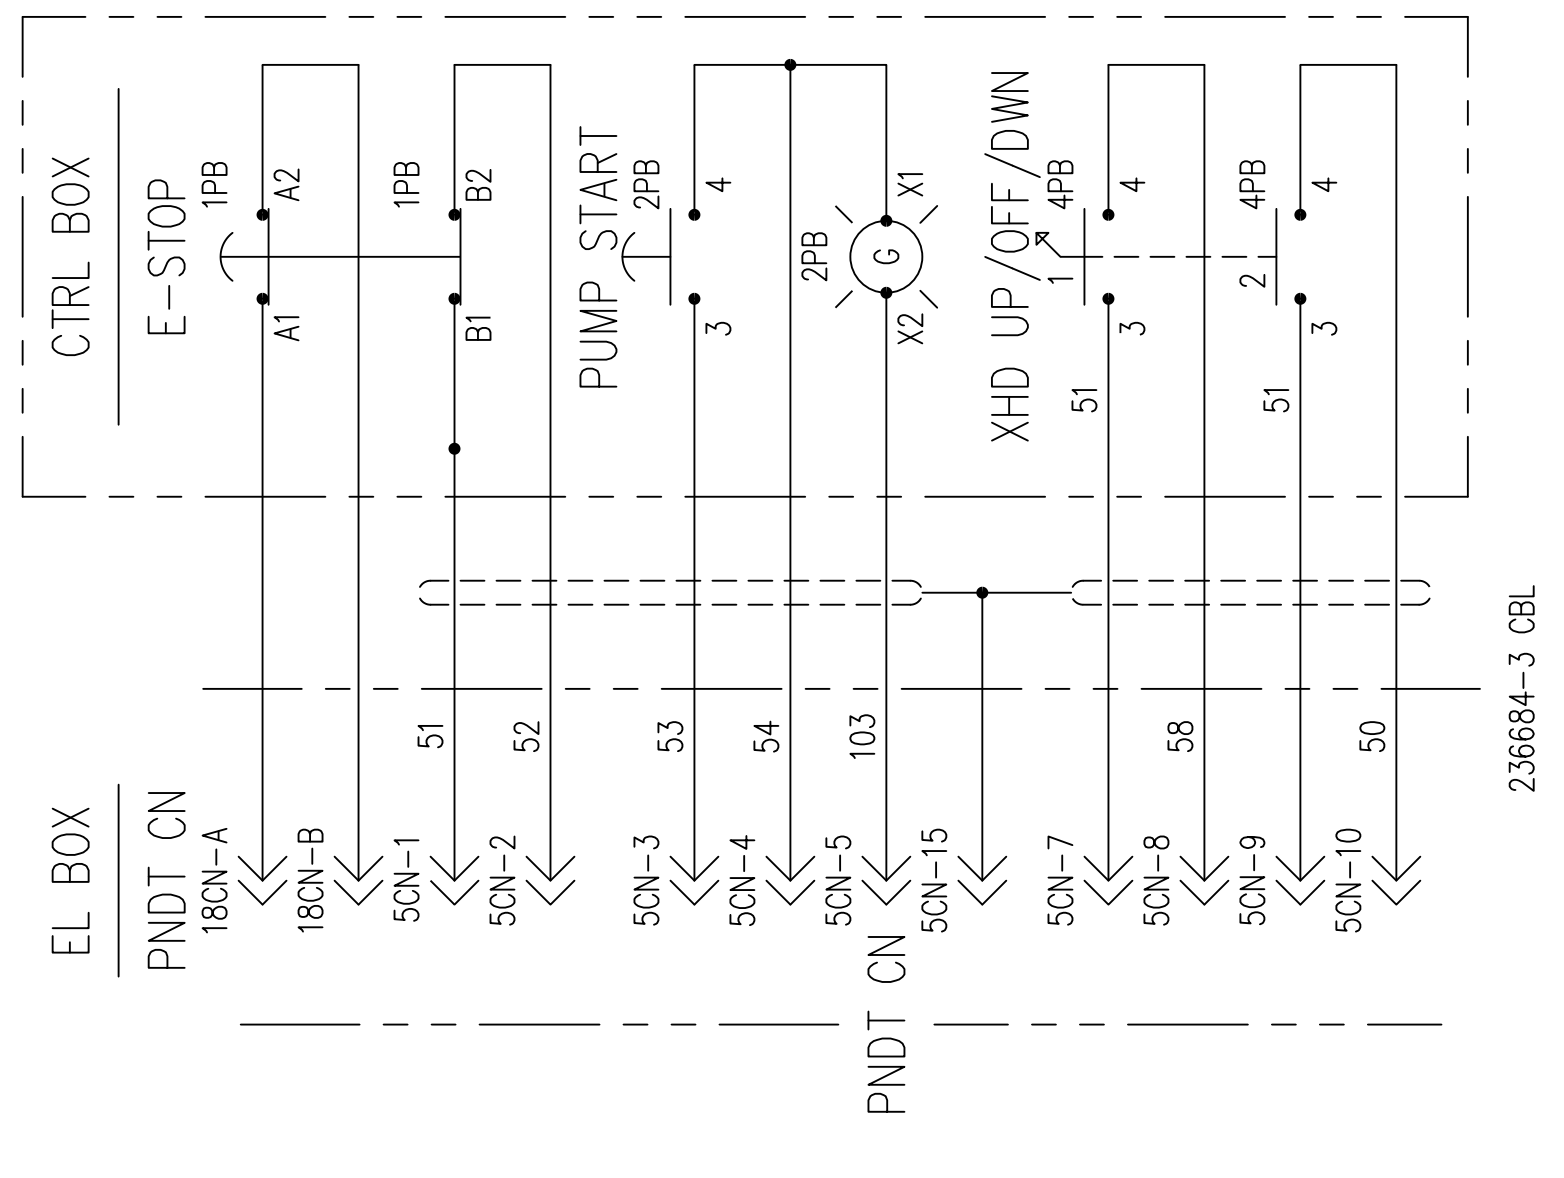 CTRL BOX
E-STOP
1PB
A1
A2
1PB
B1
B2
PUMP START
2PB
3
4
2PB
G
X2
X1
XHD UP/OFF/DWN
4PB
1
3
4
51
4PB
2
3
4
51
51
52
53
54
103
58
50
236684-3 CBL
EL BOX
PNDT CN
18CN-A
18CN-B
5CN-1
5CN-2
5CN-3
5CN-4
5CN-5
5CN-15
5CN-7
5CN-8
5CN-9
5CN-10
PNDT CN